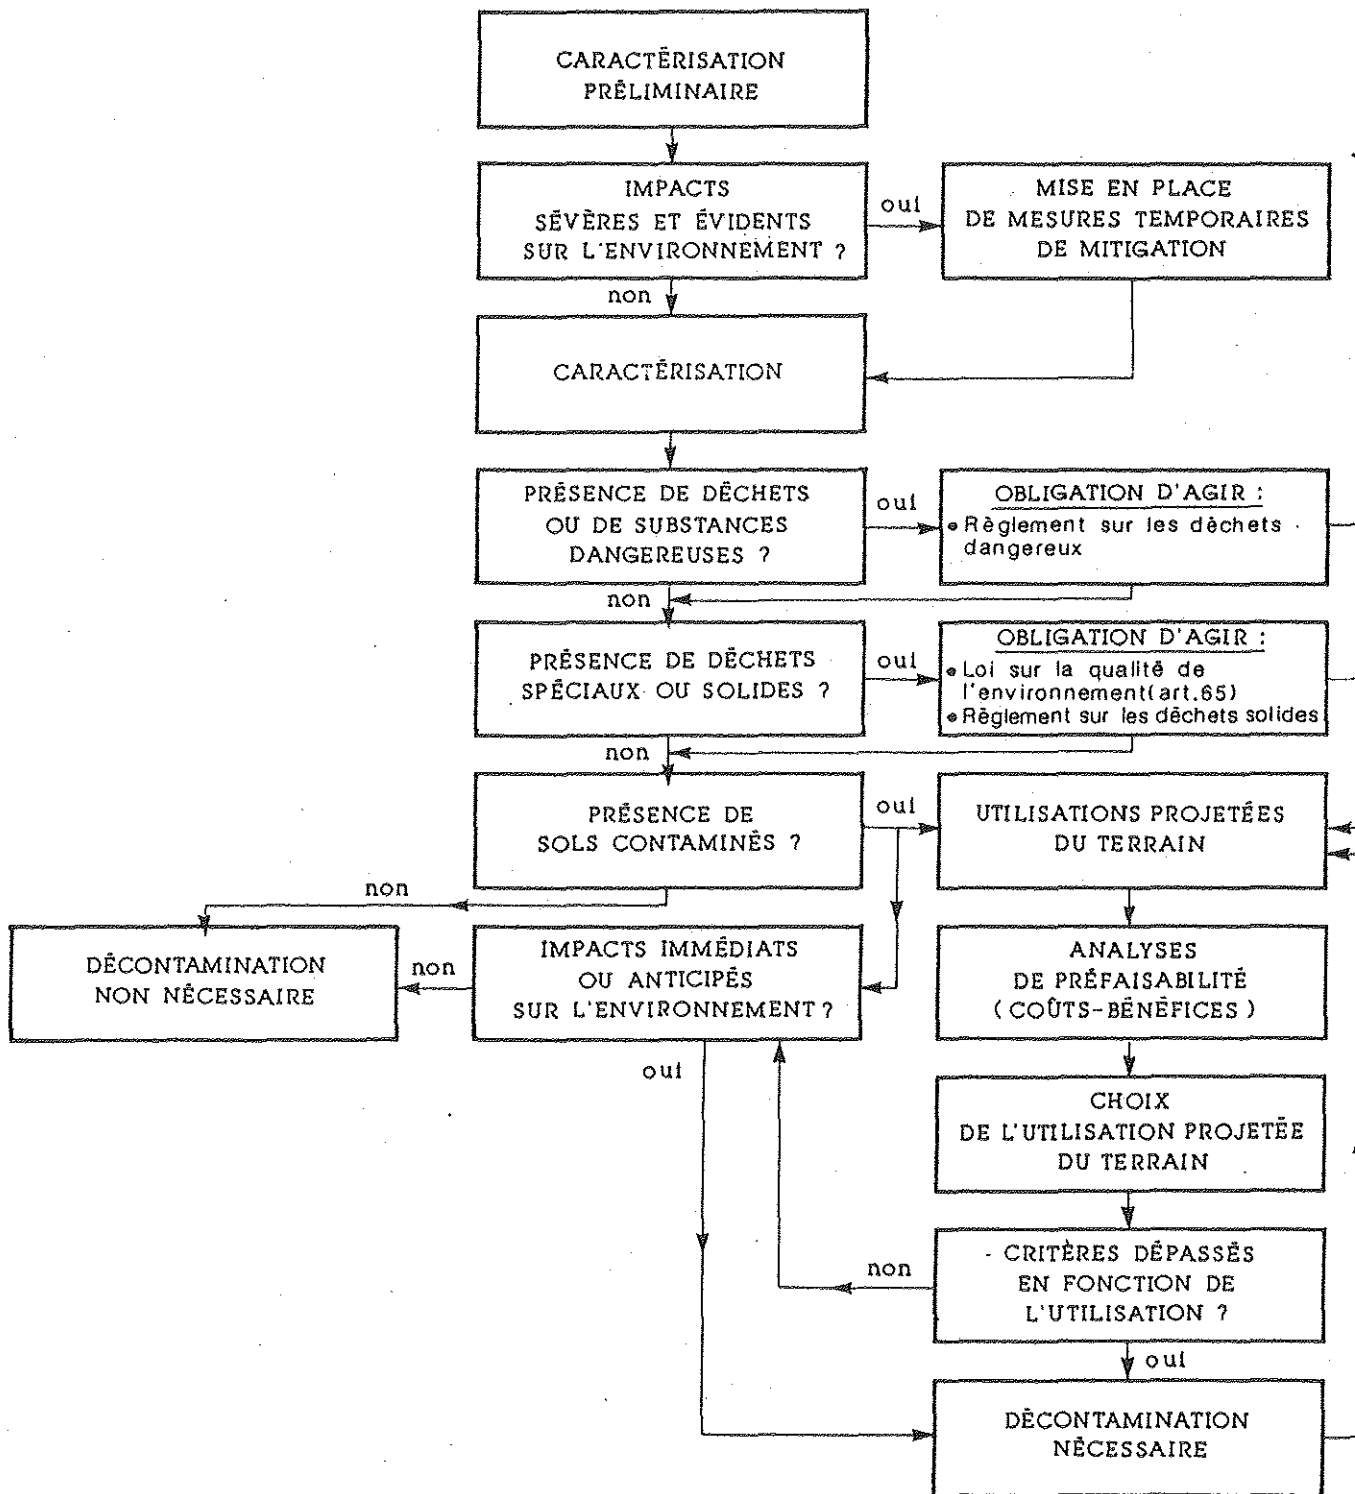 CARACTÉRISATION
PRÉLIMINAIRE
IMPACTS
SÉVÈRES ET ÉVIDENTS
SUR L'ENVIRONNEMENT ?
oui
MISE EN PLACE
DE MESURES TEMPORAIRES
DE MITIGATION
non
CARACTÉRISATION
PRÉSENCE DE DÉCHETS
OU DE SUBSTANCES
DANGEREUSES ?
oui
OBLIGATION D'AGIR :
• Règlement sur les déchets
dangereux
non
PRÉSENCE DE DÉCHETS
SPÉCIAUX OU SOLIDES ?
oui
OBLIGATION D'AGIR :
• Loi sur la qualité de
l'environnement(art.65)
• Règlement sur les déchets solides
non
PRÉSENCE DE
SOLS CONTAMINÉS ?
oui
UTILISATIONS PROJETÉES
DU TERRAIN
non
DÉCONTAMINATION
NON NÉCESSAIRE
non
IMPACTS IMMÉDIATS
OU ANTICIPÉS
SUR L'ENVIRONNEMENT ?
ANALYSES
DE PRÉFAISABILITÉ
( COÛTS-BÉNÉFICES )
oui
CHOIX
DE L'UTILISATION PROJETÉE
DU TERRAIN
non
CRITÈRES DÉPASSÉS
EN FONCTION DE
L'UTILISATION ?
oui
DÉCONTAMINATION
NÉCESSAIRE